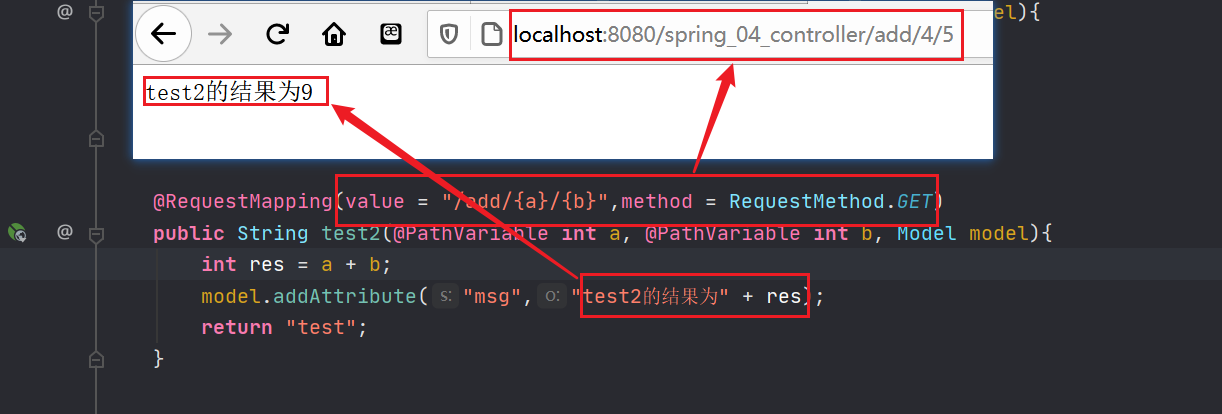 @ el){
localhost:8080/spring_04_controller/add/4/5
test2的结果为9
@RequestMapping(value = "/add/{a}/{b}",method = RequestMethod.GET)
@ public String test2(@PathVariable int a, @PathVariable int b, Model model){
int res = a + b;
model.addAttribute( s: "msg", o: "test2的结果为" + res);
return "test";
}